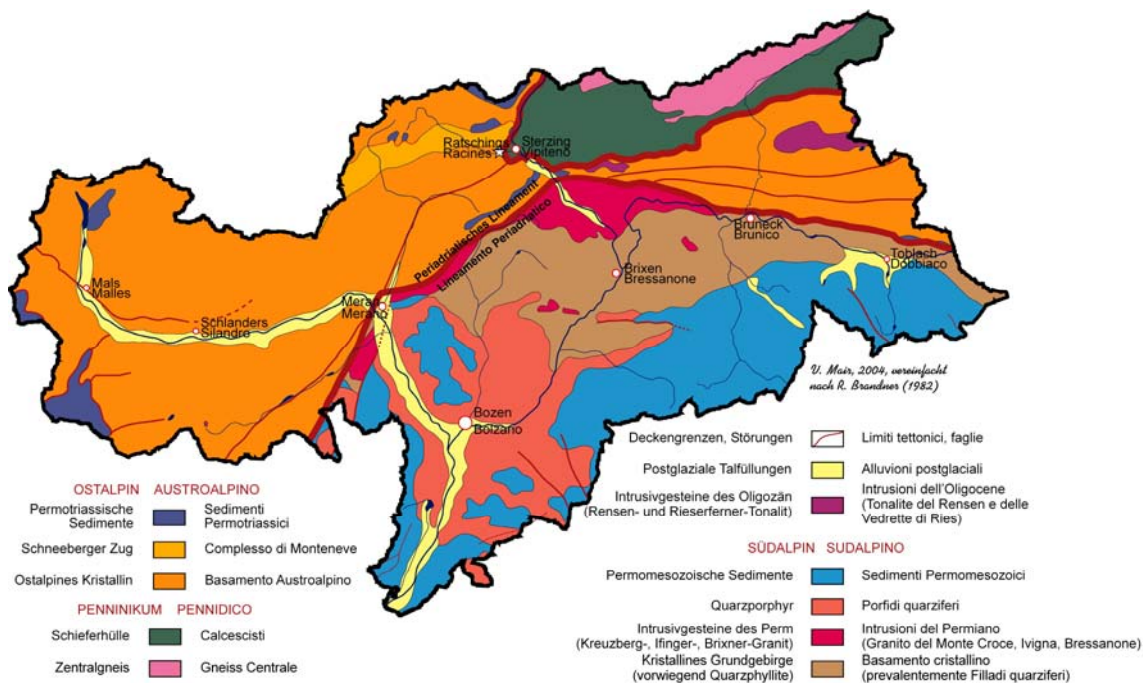 Ratschings
Racines
Sterzing
Vipiteno
Periadriatisches Lineament
Lineamento Periadriatico
Bruneck
Brunico
Toblach
Dobbiaco
Brixen
Bressanone
Mals
Malles
Schlanders
Silandro
Meran
Merano
Bozen
Bolzano
V. Mair, 2004, vereinfacht
nach R. Brandner (1982)
Deckengrenzen, Störungen Limiti tettonici, faglie
Postglaziale Talfüllungen Alluvioni postglaciali
Intrusivgesteine des Oligozän
(Rensen- und Rieserferner-Tonalit)
Intrusioni dell'Oligocene
(Tonalite del Rensen e delle
Vedrette di Ries)
OSTALPIN AUSTROALPINO
Permotriassische
Sedimente
Sedimenti
Permotriassici
Schneeberger Zug Complesso di Monteneve
Ostalpines Kristallin Basamento Austroalpino
PENNINIKUM PENNIDICO
Schieferhülle Calcescisti
Zentralgneis Gneiss Centrale
SÜDALPIN SUDALPINO
Permomesozoische Sedimente Sedimenti Permomesozoici
Quarzporphyr Porfidi quarziferi
Intrusivgesteine des Perm
(Kreuzberg-, Ifinger-, Brixner-Granit)
Intrusioni del Permiano
(Granito del Monte Croce, Ivigna, Bressanone)
Kristallines Grundgebirge
(vorwiegend Quarzphyllite)
Basamento cristallino
(prevalentemente Filladi quarziferi)